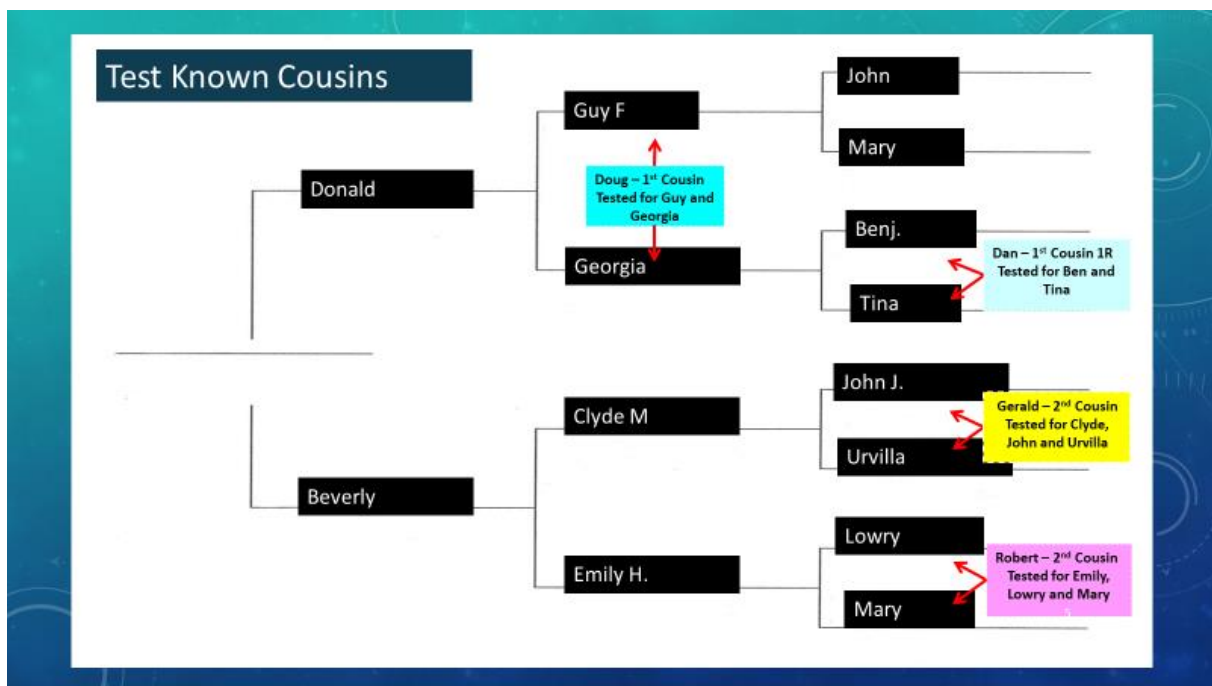 Test Known Cousins
John
Guy F
Mary
Doug – 1st Cousin
Tested for Guy and
Georgia
Donald
Benj.
Georgia
Dan – 1st Cousin 1R
Tested for Ben and
Tina
Tina
John J.
Clyde M
Gerald – 2nd Cousin
Tested for Clyde,
John and Urvilla
Urvilla
Beverly
Lowry
Emily H.
Robert – 2nd Cousin
Tested for Emily,
Lowry and Mary
Mary
5